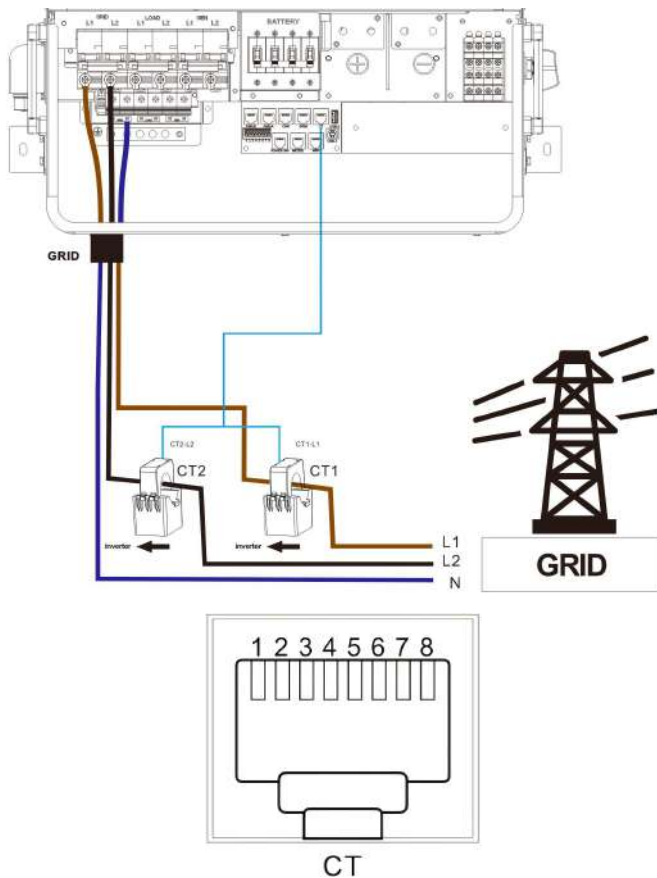 GRID LOAD GEN
L1 L2 L1 L2 L1 L2
BATTERY
GRID
CT2-L2
CT1-L1
CT2
CT1
inverter
inverter
L1
L2
N
GRID
1 2 3 4 5 6 7 8
CT